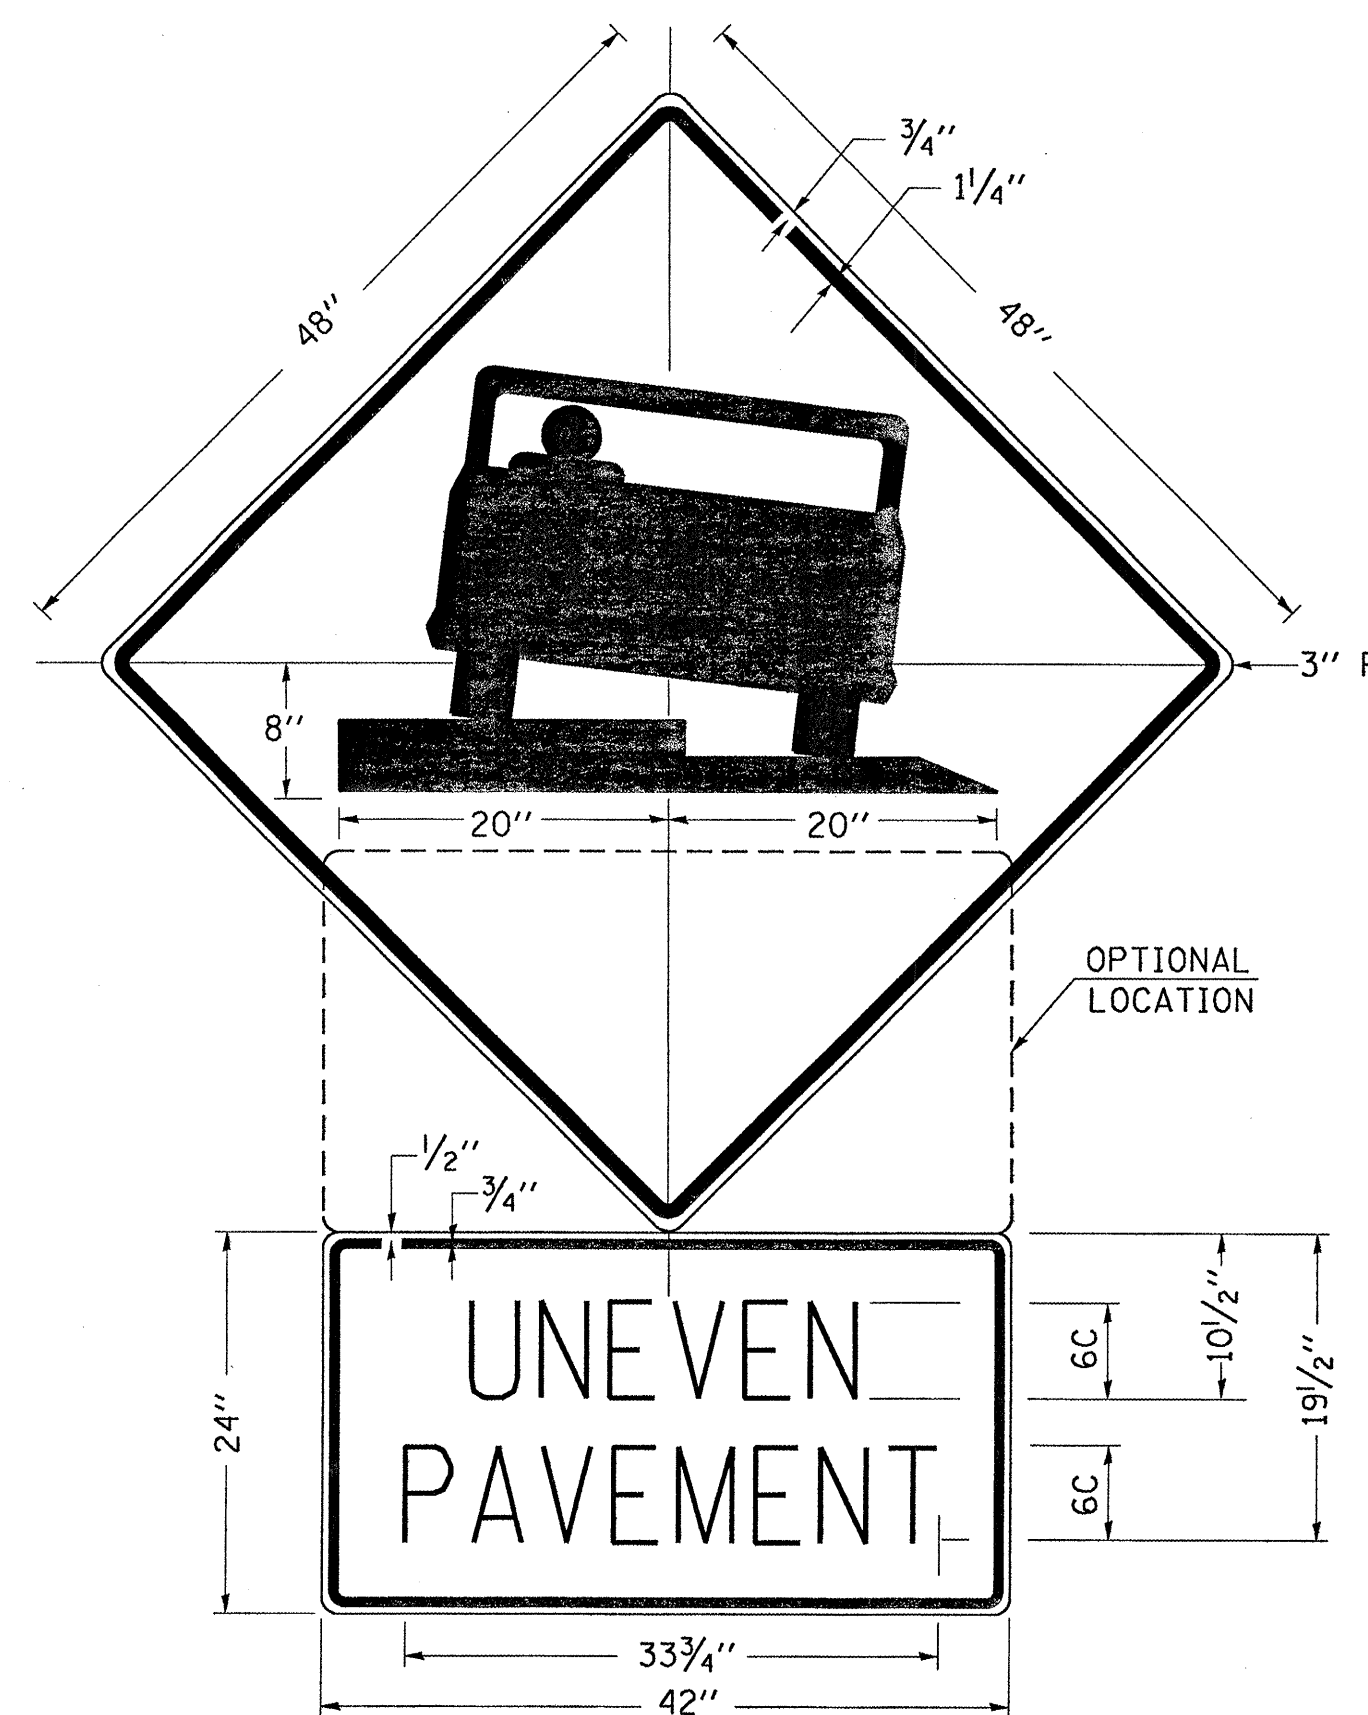 3/4"
1 1/4"
48"
48"
3" R
8"
20" 20"
OPTIONAL
LOCATION
1/2"
3/4"
UNEVEN
PAVEMENT
24"
6C
10 1/2"
19 1/2"
6C
33 3/4"
42"